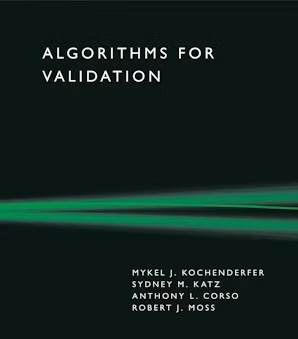 ALGORITHMS FOR
VALIDATION
MYKEL J. KOCHENDERFER
SYDNEY M. KATZ
ANTHONY L. CORSO
ROBERT J. MOSS